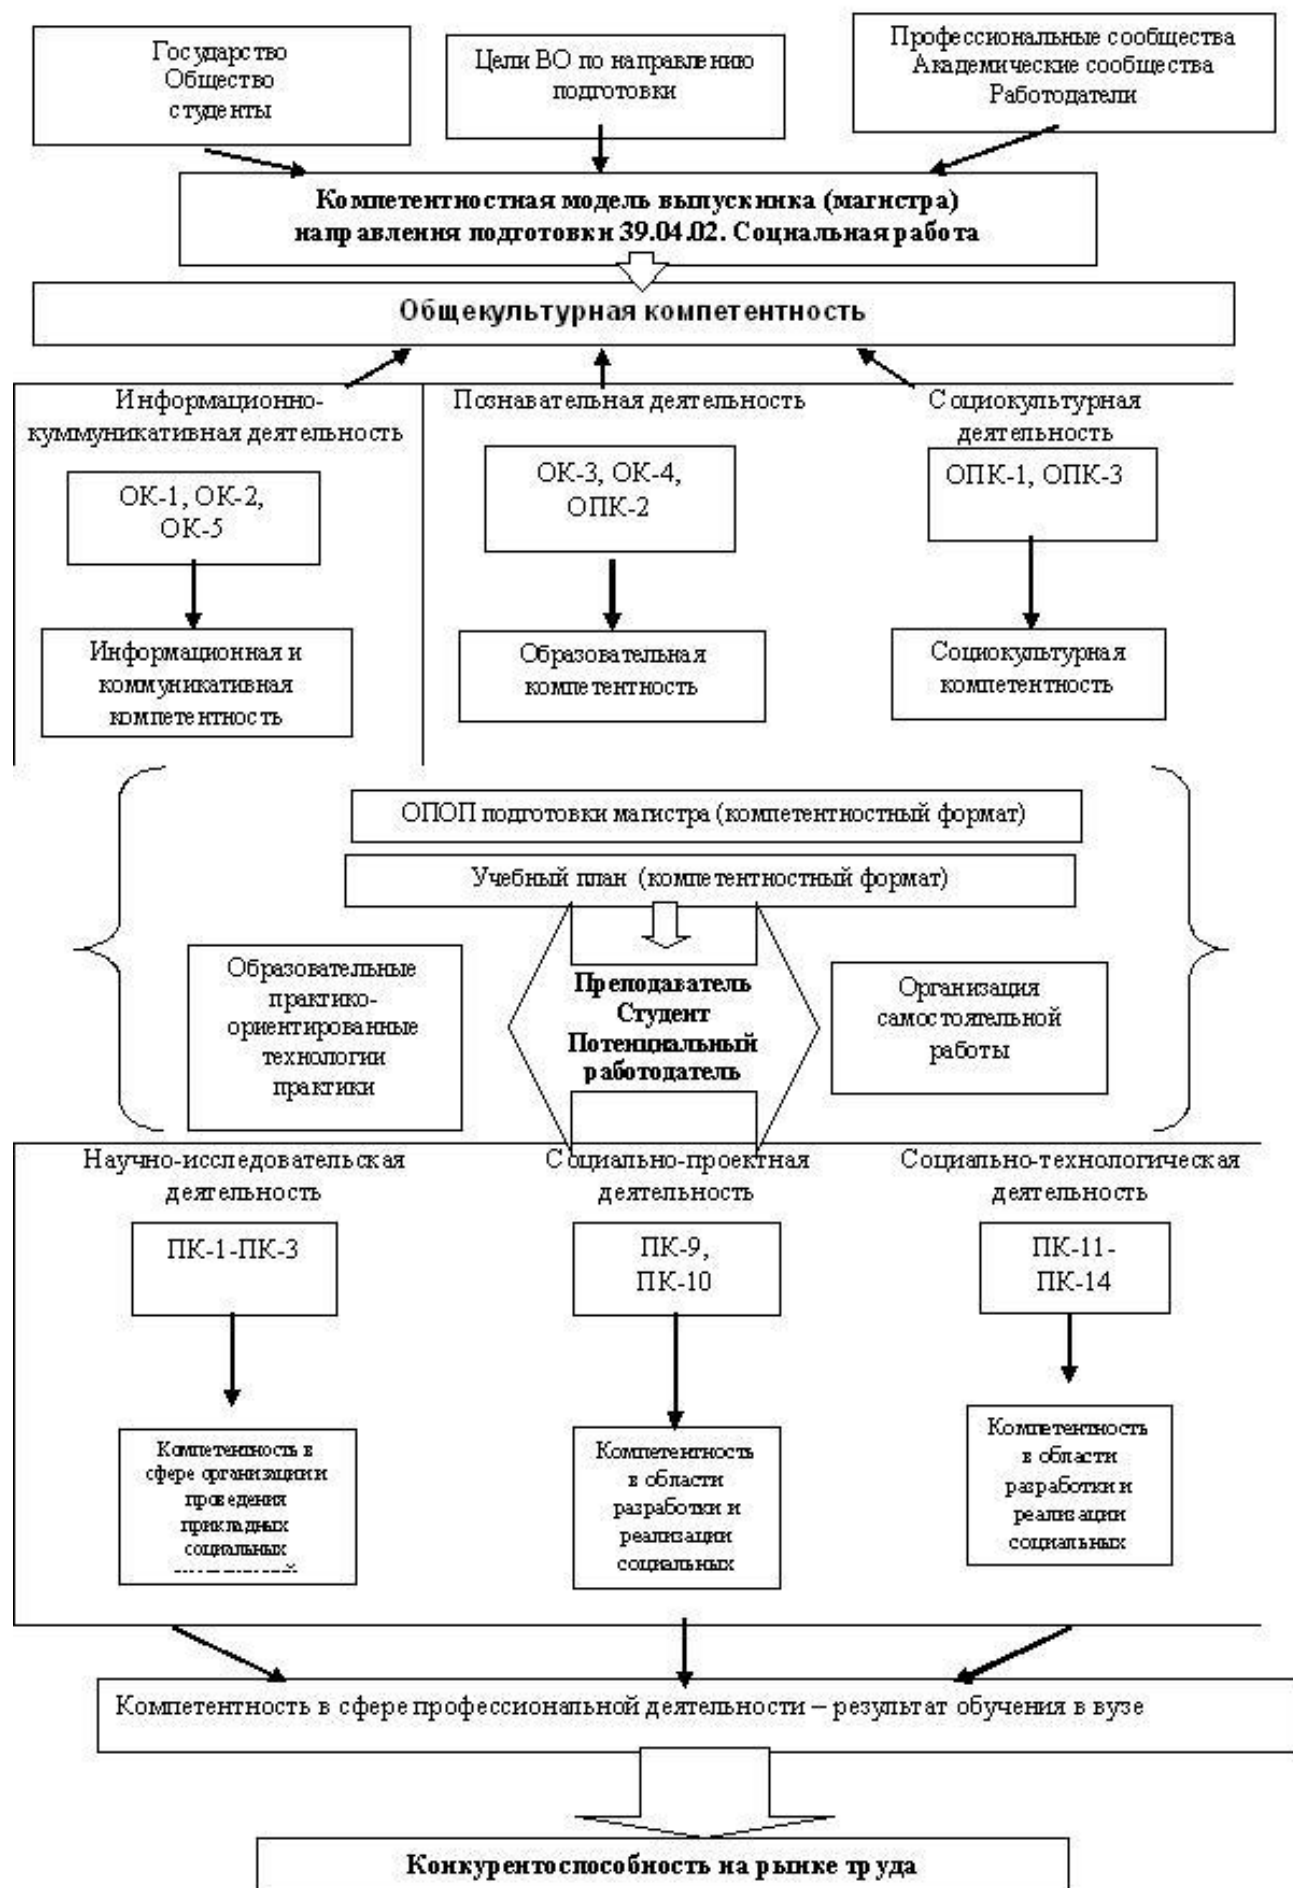 Государство
Общество
студенты
Цели ВО по направлению
подготовки
Профессиональные сообщества
Академические сообщества
Работодатели
Компетентностная модель выпускника (магистра)
направления подготовки 39.04.02. Социальная работа
Общекультурная компетентность
Информационно-
куммуникативная деятельность
Познавательная деятельность
Социокультурная
деятельность
ОК-1, ОК-2,
ОК-5
ОК-3, ОК-4,
ОПК-2
ОПК-1, ОПК-3
Информационная и
коммуникативная
компетентность
Образовательная
компетентность
Социокультурная
компетентность
ОПОП подготовки магистра (компетентностный формат)
Учебный план (компетентностный формат)
Образовательные
практико-
ориентированные
технологии
практики
Преподаватель
Студент
Потенциальный
работодатель
Организация
самостоятельной
работы
Научно-исследовательская
деятельность
Социально-проектная
деятельность
Социально-технологическая
деятельность
ПК-1-ПК-3
ПК-9,
ПК-10
ПК-11-
ПК-14
Компетентность в
сфере организации и
проведения
прикладных
социальных
Компетентность
в области
разработки и
реализации
социальных
Компетентность
в области
разработки и
реализации
социальных
Компетентность в сфере профессиональной деятельности – результат обучения в вузе
Конкурентоспособность на рынке труда